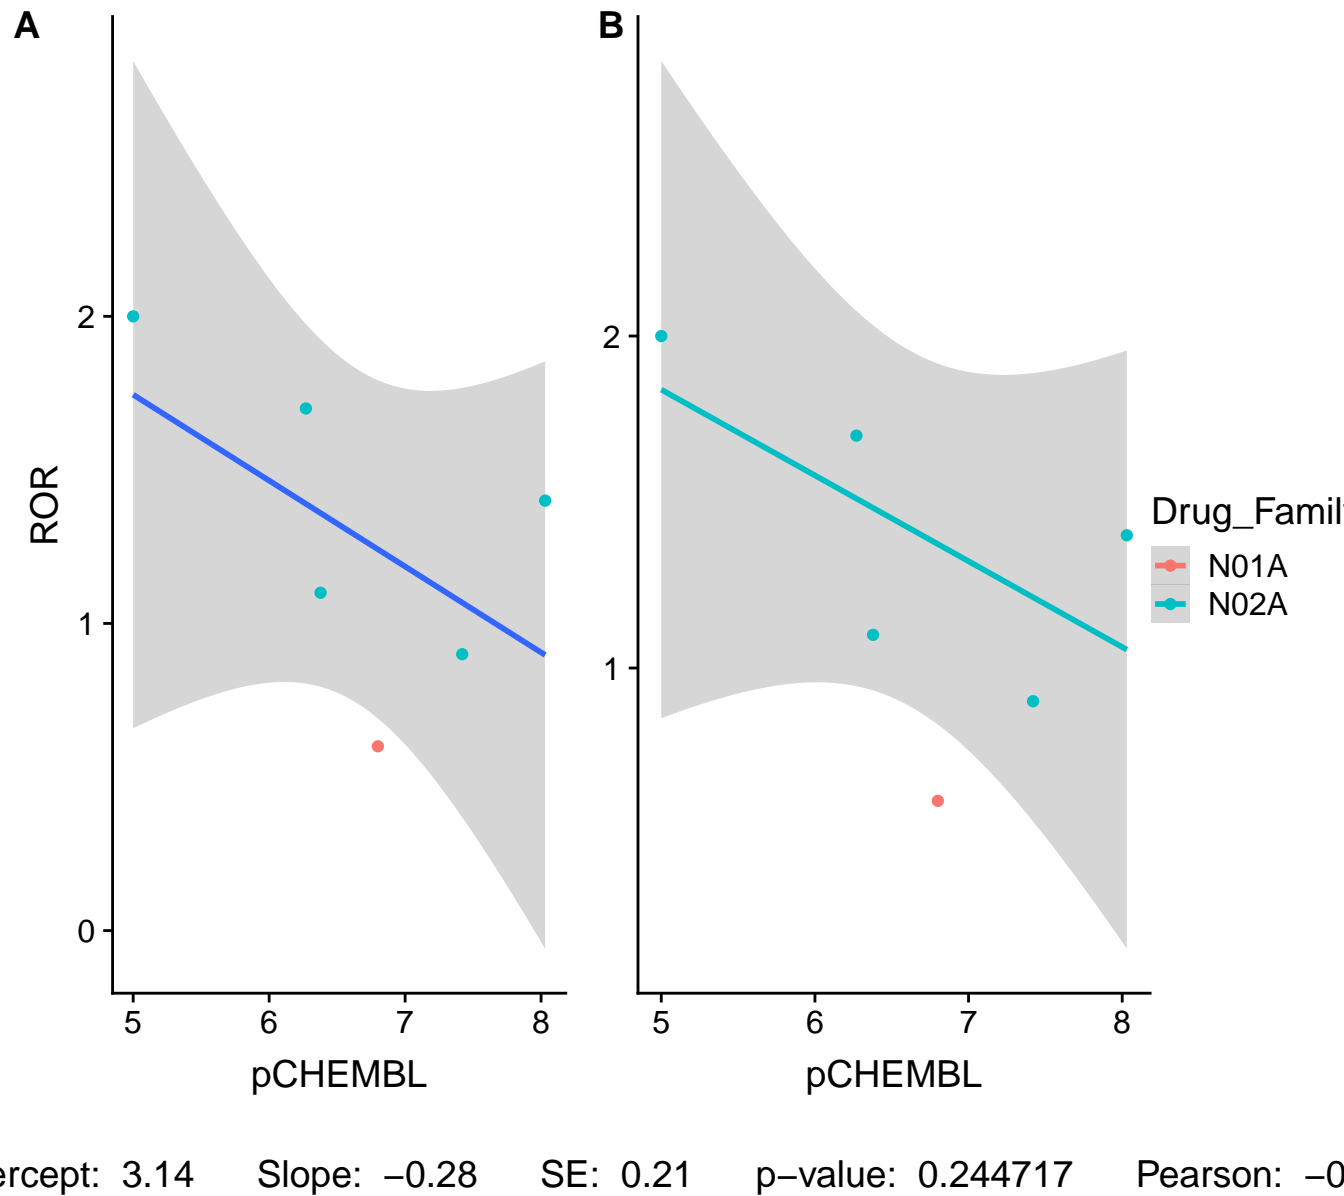 A
B
2
1
0
ROR
5 6 7 8
pCHEMBL
2
1
5 6 7 8
pCHEMBL
Drug_Famil
N01A
N02A
ercept: 3.14 Slope: −0.28 SE: 0.21 p−value: 0.244717 Pearson: −0